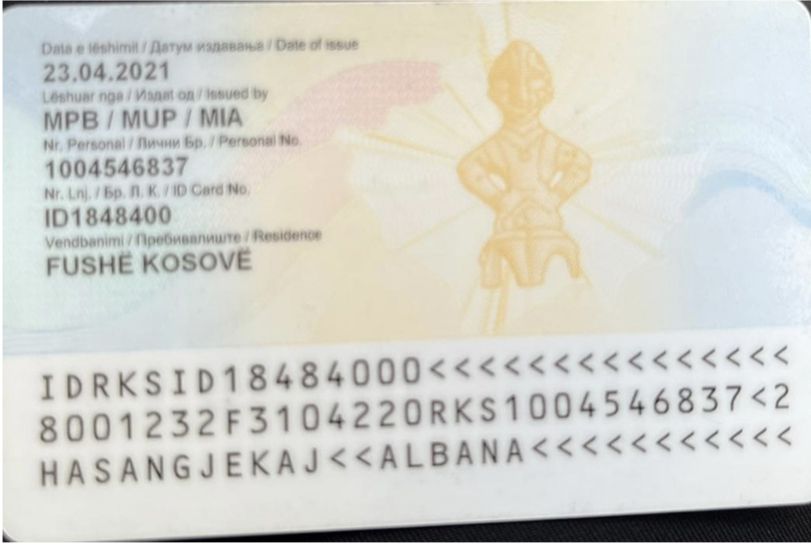 Data e lëshimit / Датум издавања / Date of issue
23.04.2021
Lëshuar nga / Издат од / Issued by
MPB / MUP / MIA
Nr. Personal / Лични Бр. / Personal No.
1004546837
Nr. Lnj. / Бр. Л. К. / ID Card No.
ID1848400
Vendbanimi / Пребивалиште / Residence
FUSHË KOSOVË
IDRKSID18484000<<<<<<<<<<<<<<<
8001232F3104220RKS1004546837<2
HASANGJEKAJ<<ALBANA<<<<<<<<<<<